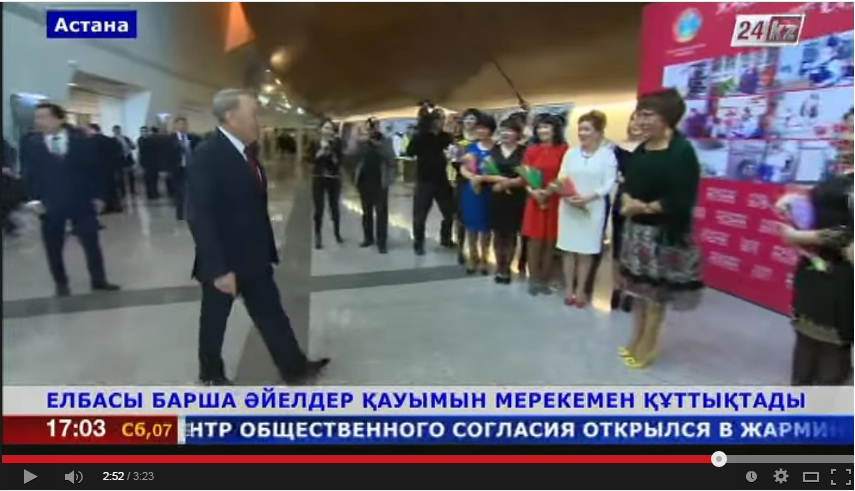 Астана
24kz
ЕЛБАСЫ БАРША ӘЙЕЛДЕР ҚАУЫМЫН МЕРЕКЕМЕН ҚҰТТЫҚТАДЫ
17:03 Сб,07 ЕНТР ОБЩЕСТВЕННОГО СОГЛАСИЯ ОТКРЫЛСЯ В ЖАРМИН
2:52 / 3:23